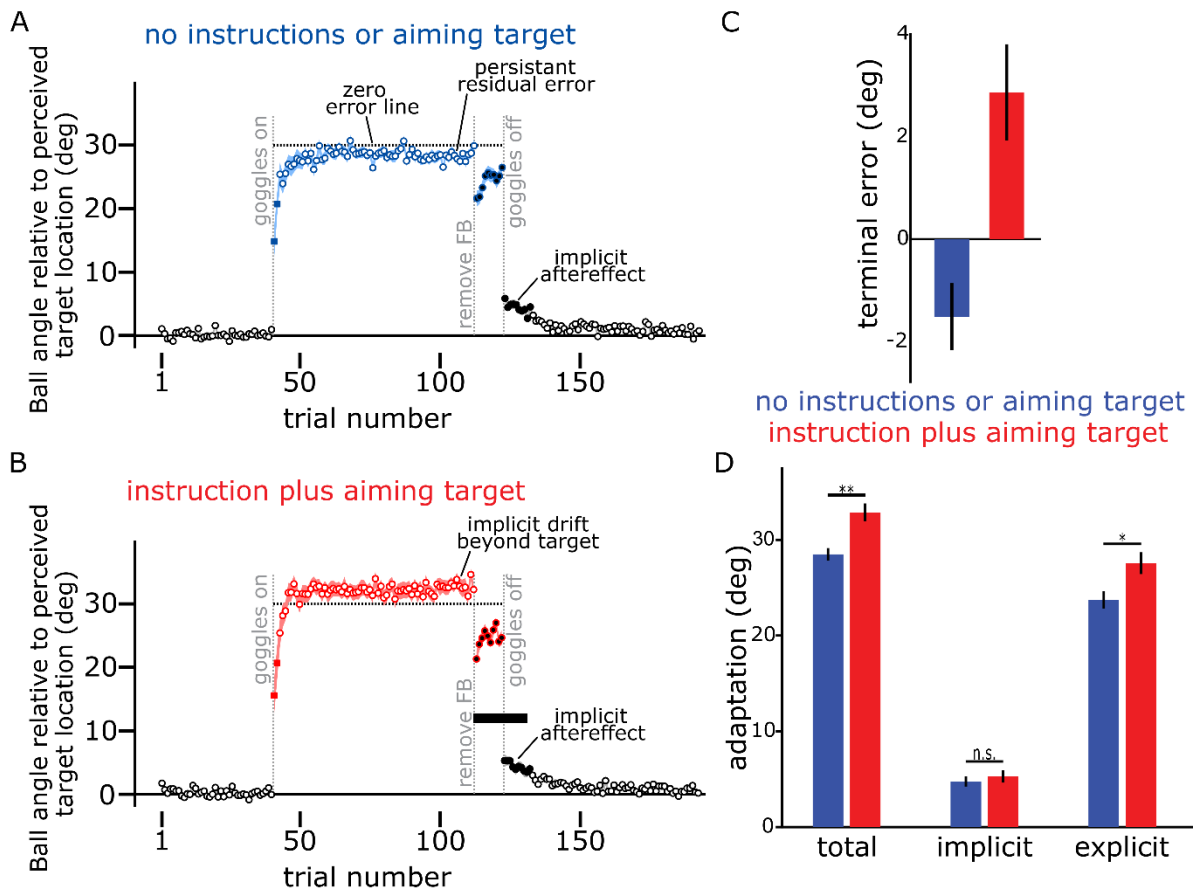 A
no instructions or aiming target
Ball angle relative to perceived
target location (deg)
30
20
10
0
goggles on
zero
error line
persistant
residual error
remove FB
goggles off
implicit
aftereffect
1
50
100
150
trial number
B
instruction plus aiming target
Ball angle relative to perceived
target location (deg)
30
20
10
0
goggles on
implicit drift
beyond target
remove FB
goggles off
implicit
aftereffect
1
50
100
150
trial number
C
terminal error (deg)
4
2
0
-2
no instructions or aiming target
instruction plus aiming target
D
adaptation (deg)
30
20
10
0
**
n.s.
*
total
implicit
explicit